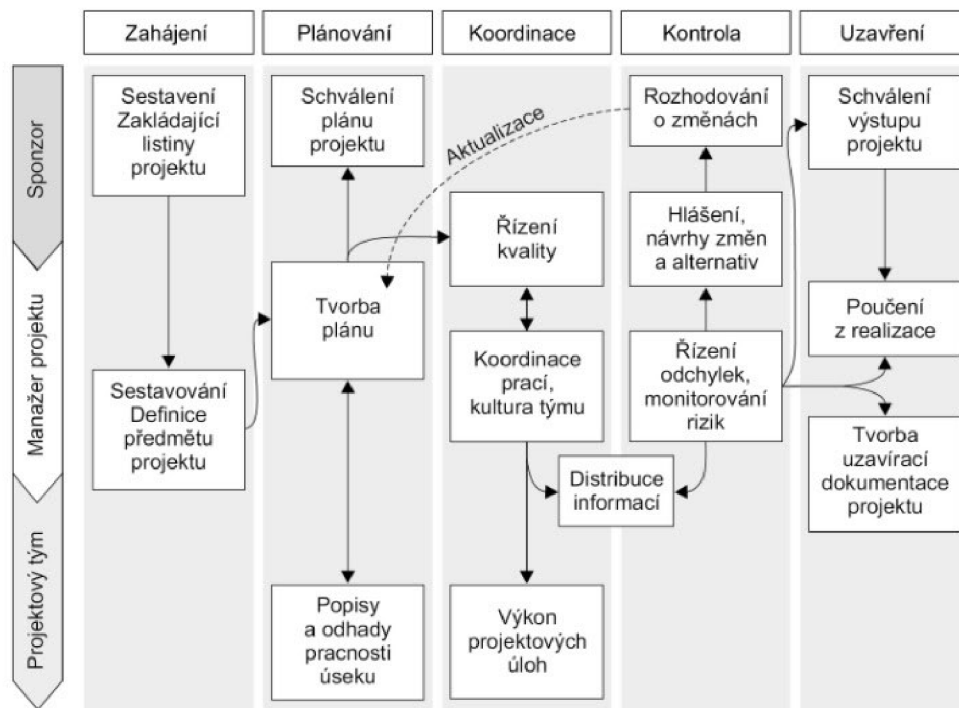 Zahájení
Plánování
Koordinace
Kontrola
Uzavření
Sponzor
Manažer projektu
Projektový tým
Sestavení
Zakládající
listiny
projektu
Sestavování
Definice
předmětu
projektu
Schválení
plánu
projektu
Aktualizace
Tvorba
plánu
Popisy
a odhady
pracnosti
úseku
Řízení
kvality
Koordinace
prací,
kultura týmu
Distribuce
informací
Výkon
projektových
úloh
Rozhodování
o změnách
Hlášení,
návrhy změn
a alternativ
Řízení
odchylek,
monitorování
rizik
Schválení
výstupu
projektu
Poučení
z realizace
Tvorba
uzavírací
dokumentace
projektu